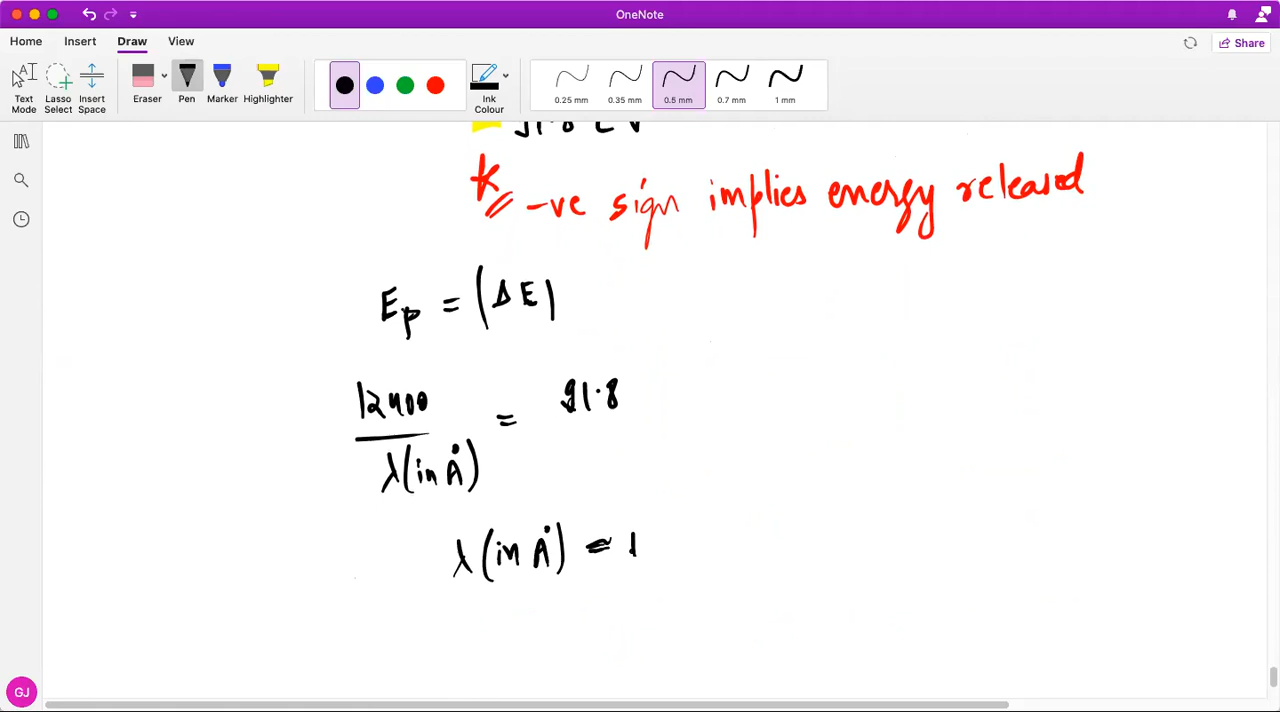 OneNote
Home Insert Draw View
Share
Text Mode
Lasso Select
Insert Space
Eraser
Pen
Marker
Highlighter
Ink Colour
0.25 mm
0.35 mm
0.5 mm
0.7 mm
1 mm
-ve sign implies energy released
Ep = |ΔE|
12400 / λ(in Å) = 91.8
λ(in Å) = 1
GJ